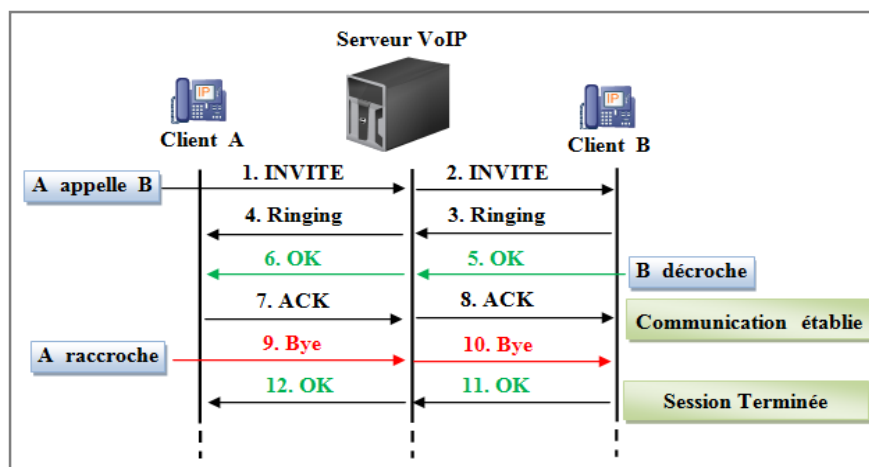 Serveur VoIP
IP
IP
Client A
Client B
A appelle B
1. INVITE
2. INVITE
4. Ringing
3. Ringing
6. OK
5. OK
B décroche
7. ACK
8. ACK
Communication établie
A raccroche
9. Bye
10. Bye
12. OK
11. OK
Session Terminée